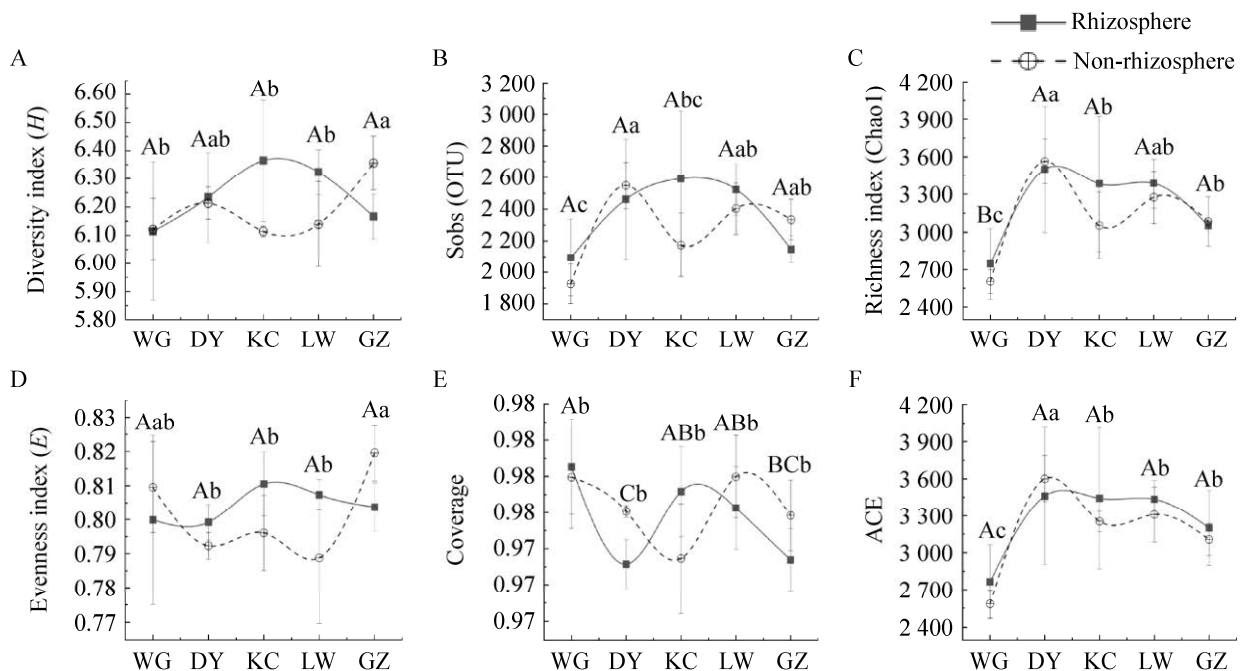 Rhizosphere
Non-rhizosphere
A
Diversity index (H)
6.60
6.50
6.40
6.30
6.20
6.10
6.00
5.90
5.80
Ab
Aab
Ab
Ab
Aa
WG DY KC LW GZ
B
Sobs (OTU)
3 200
3 000
2 800
2 600
2 400
2 200
2 000
1 800
Ac
Aa
Abc
Aab
Aab
WG DY KC LW GZ
C
Richness index (Chao1)
4 200
3 900
3 600
3 300
3 000
2 700
2 400
Bc
Aa
Ab
Aab
Ab
WG DY KC LW GZ
D
Evenness index (E)
0.83
0.82
0.81
0.80
0.79
0.78
0.77
Aab
Ab
Ab
Ab
Aa
WG DY KC LW GZ
E
Coverage
0.98
0.98
0.98
0.98
0.97
0.97
0.97
Ab
Cb
ABb
ABb
BCb
WG DY KC LW GZ
F
ACE
4 200
3 900
3 600
3 300
3 000
2 700
2 400
Ac
Aa
Ab
Ab
Ab
WG DY KC LW GZ